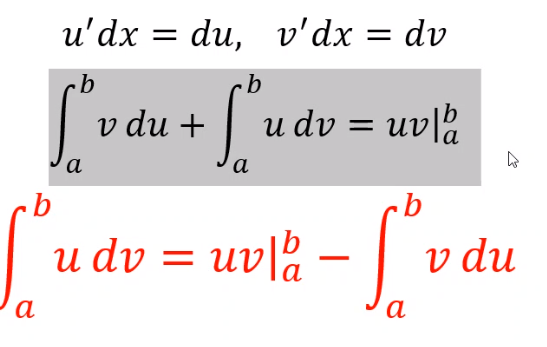 u′dx = du, v′dx = dv
∫_a^b v du + ∫_a^b u dv = uv|_a^b
∫_a^b u dv = uv|_a^b − ∫_a^b v du